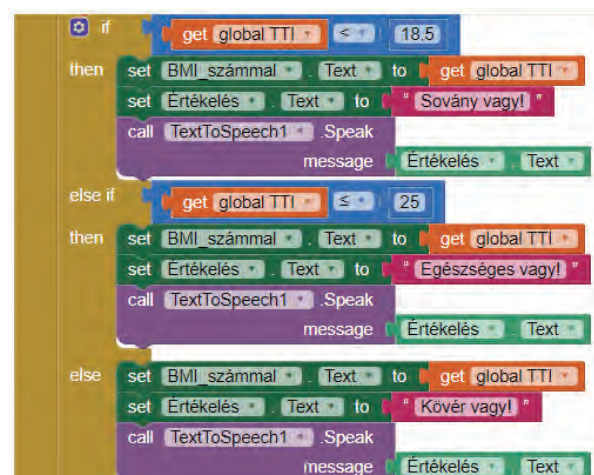 if get global TTI < 18.5
then set BMI_számmal . Text to get global TTI
set Értékelés . Text to " Sovány vagy! "
call TextToSpeech1 .Speak
message Értékelés . Text
else if get global TTI ≤ 25
then set BMI_számmal . Text to get global TTI
set Értékelés . Text to " Egészséges vagy! "
call TextToSpeech1 .Speak
message Értékelés . Text
else set BMI_számmal . Text to get global TTI
set Értékelés . Text to " Kövér vagy! "
call TextToSpeech1 .Speak
message Értékelés . Text